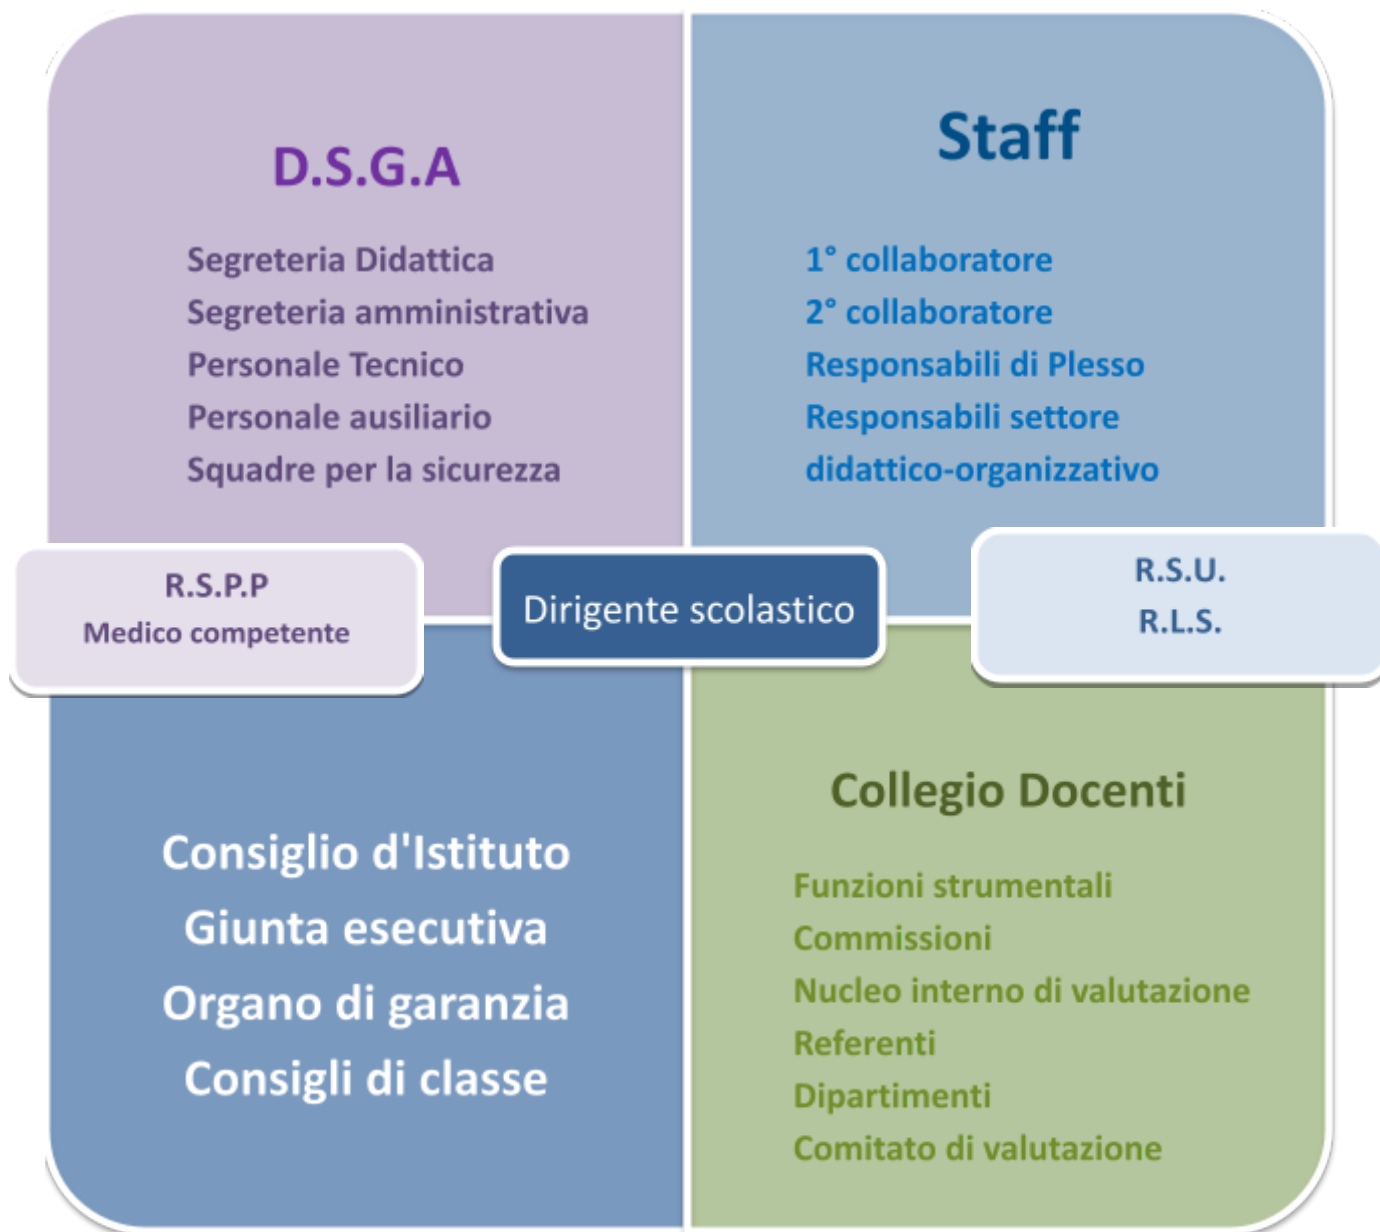 D.S.G.A
Segreteria Didattica
Segreteria amministrativa
Personale Tecnico
Personale ausiliario
Squadre per la sicurezza
Staff
1° collaboratore
2° collaboratore
Responsabili di Plesso
Responsabili settore
didattico-organizzativo
R.S.P.P
Medico competente
Dirigente scolastico
R.S.U.
R.L.S.
Consiglio d'Istituto
Giunta esecutiva
Organo di garanzia
Consigli di classe
Collegio Docenti
Funzioni strumentali
Commissioni
Nucleo interno di valutazione
Referenti
Dipartimenti
Comitato di valutazione